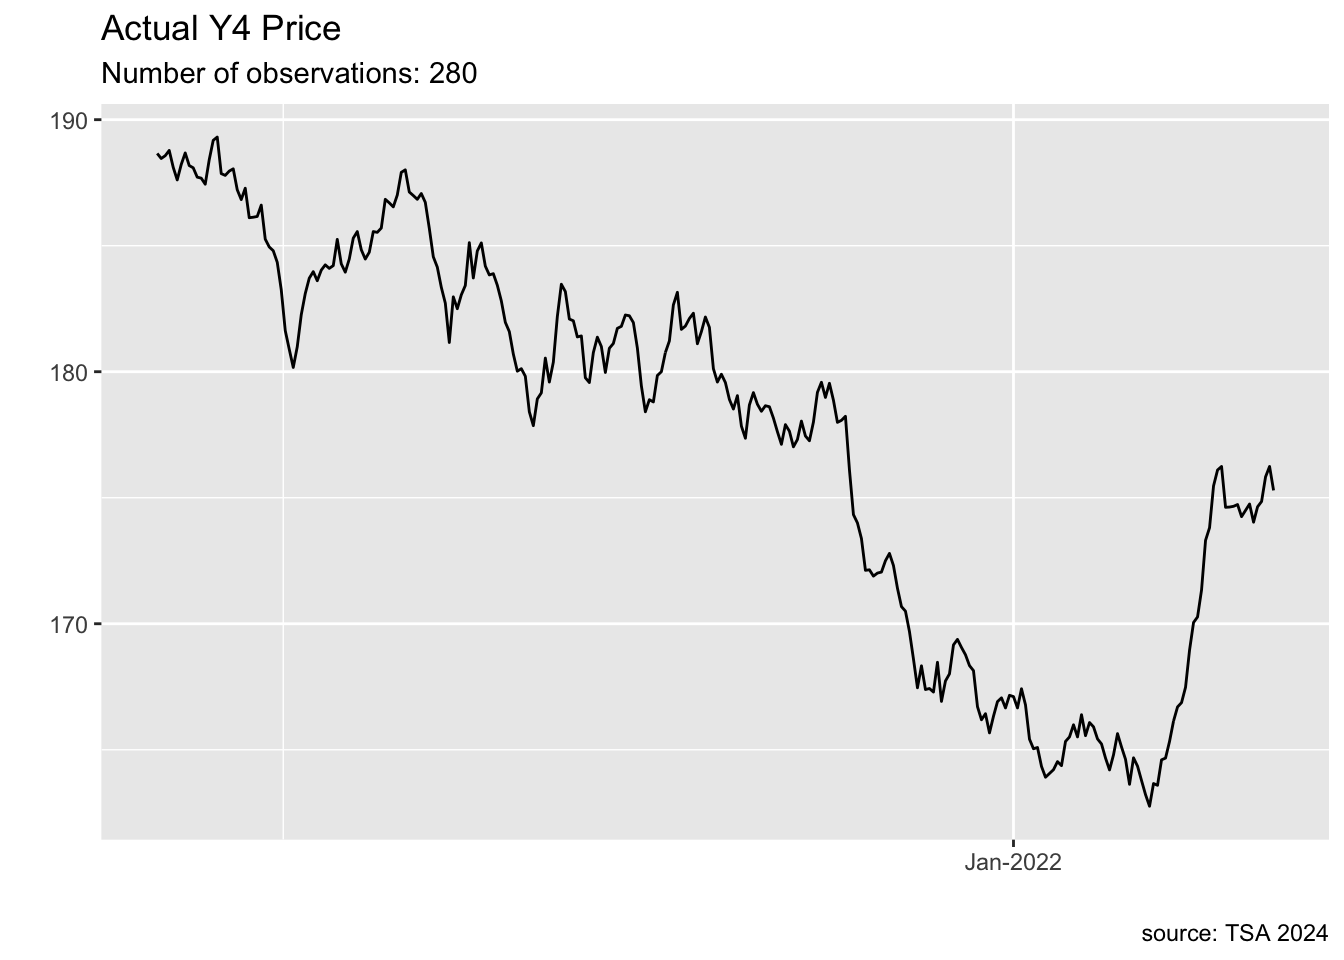 Actual Y4 Price
Number of observations: 280
190
180
170
Jan-2022
source: TSA 2024